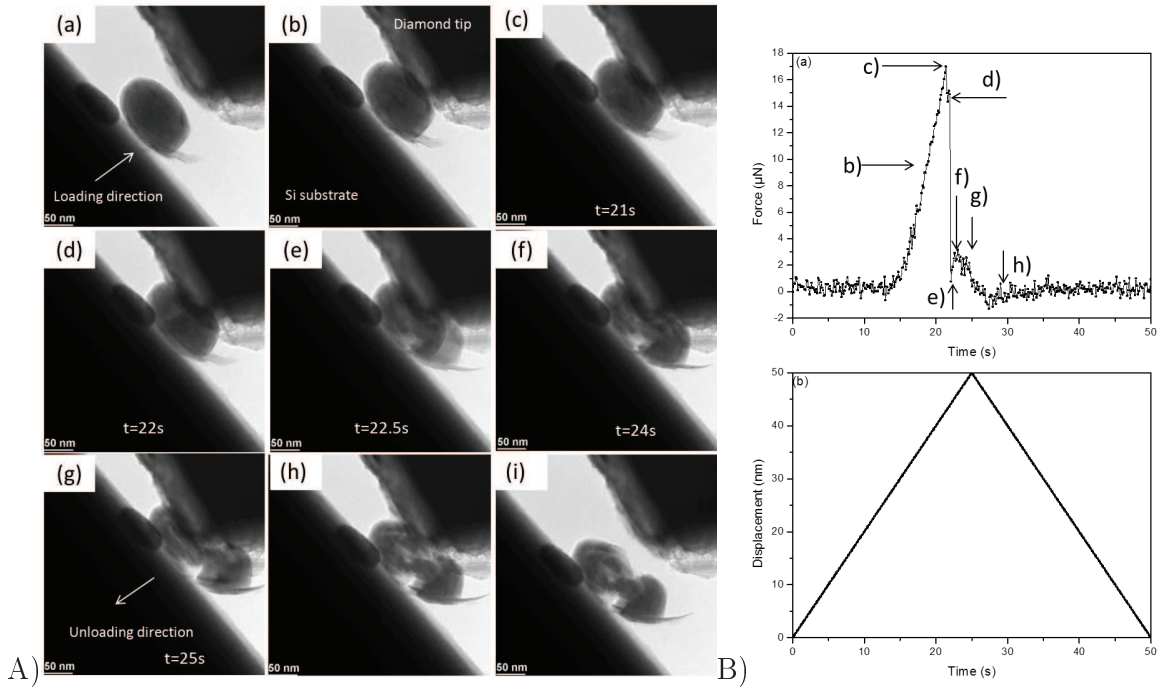 (a)
Loading direction
50 nm
(b)
Diamond tip
Si substrate
50 nm
(c)
t=21s
50 nm
(d)
t=22s
50 nm
(e)
t=22.5s
50 nm
(f)
t=24s
50 nm
(g)
Unloading direction
t=25s
50 nm
(h)
50 nm
(i)
50 nm
A)
(a)
18
16
14
12
10
8
6
4
2
0
-2
Force (µN)
c)
d)
b)
f)
g)
e)
h)
0 10 20 30 40 50
Time (s)
(b)
50
40
30
20
10
0
Displacement (nm)
0 10 20 30 40 50
Time (s)
B)